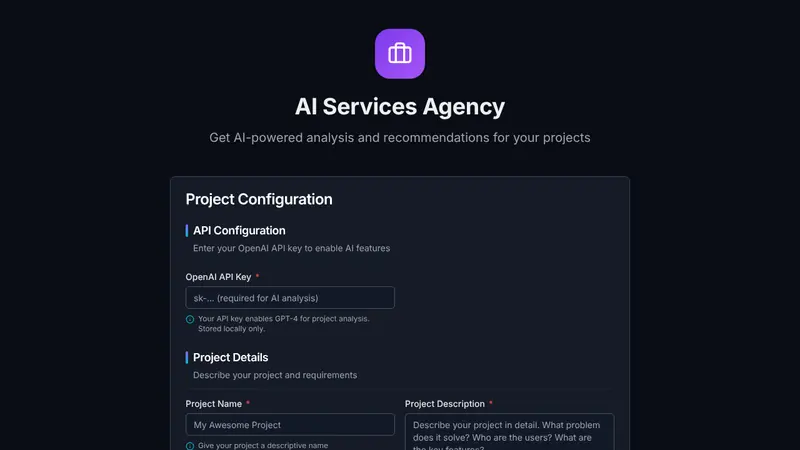 AI Services Agency
Get AI-powered analysis and recommendations for your projects
Project Configuration
API Configuration
Enter your OpenAI API key to enable AI features
OpenAI API Key *
sk-... (required for AI analysis)
Your API key enables GPT-4 for project analysis.
Stored locally only.
Project Details
Describe your project and requirements
Project Name *
My Awesome Project
Give your project a descriptive name
Project Description *
Describe your project in detail. What problem
does it solve? Who are the users? What are
the key features?